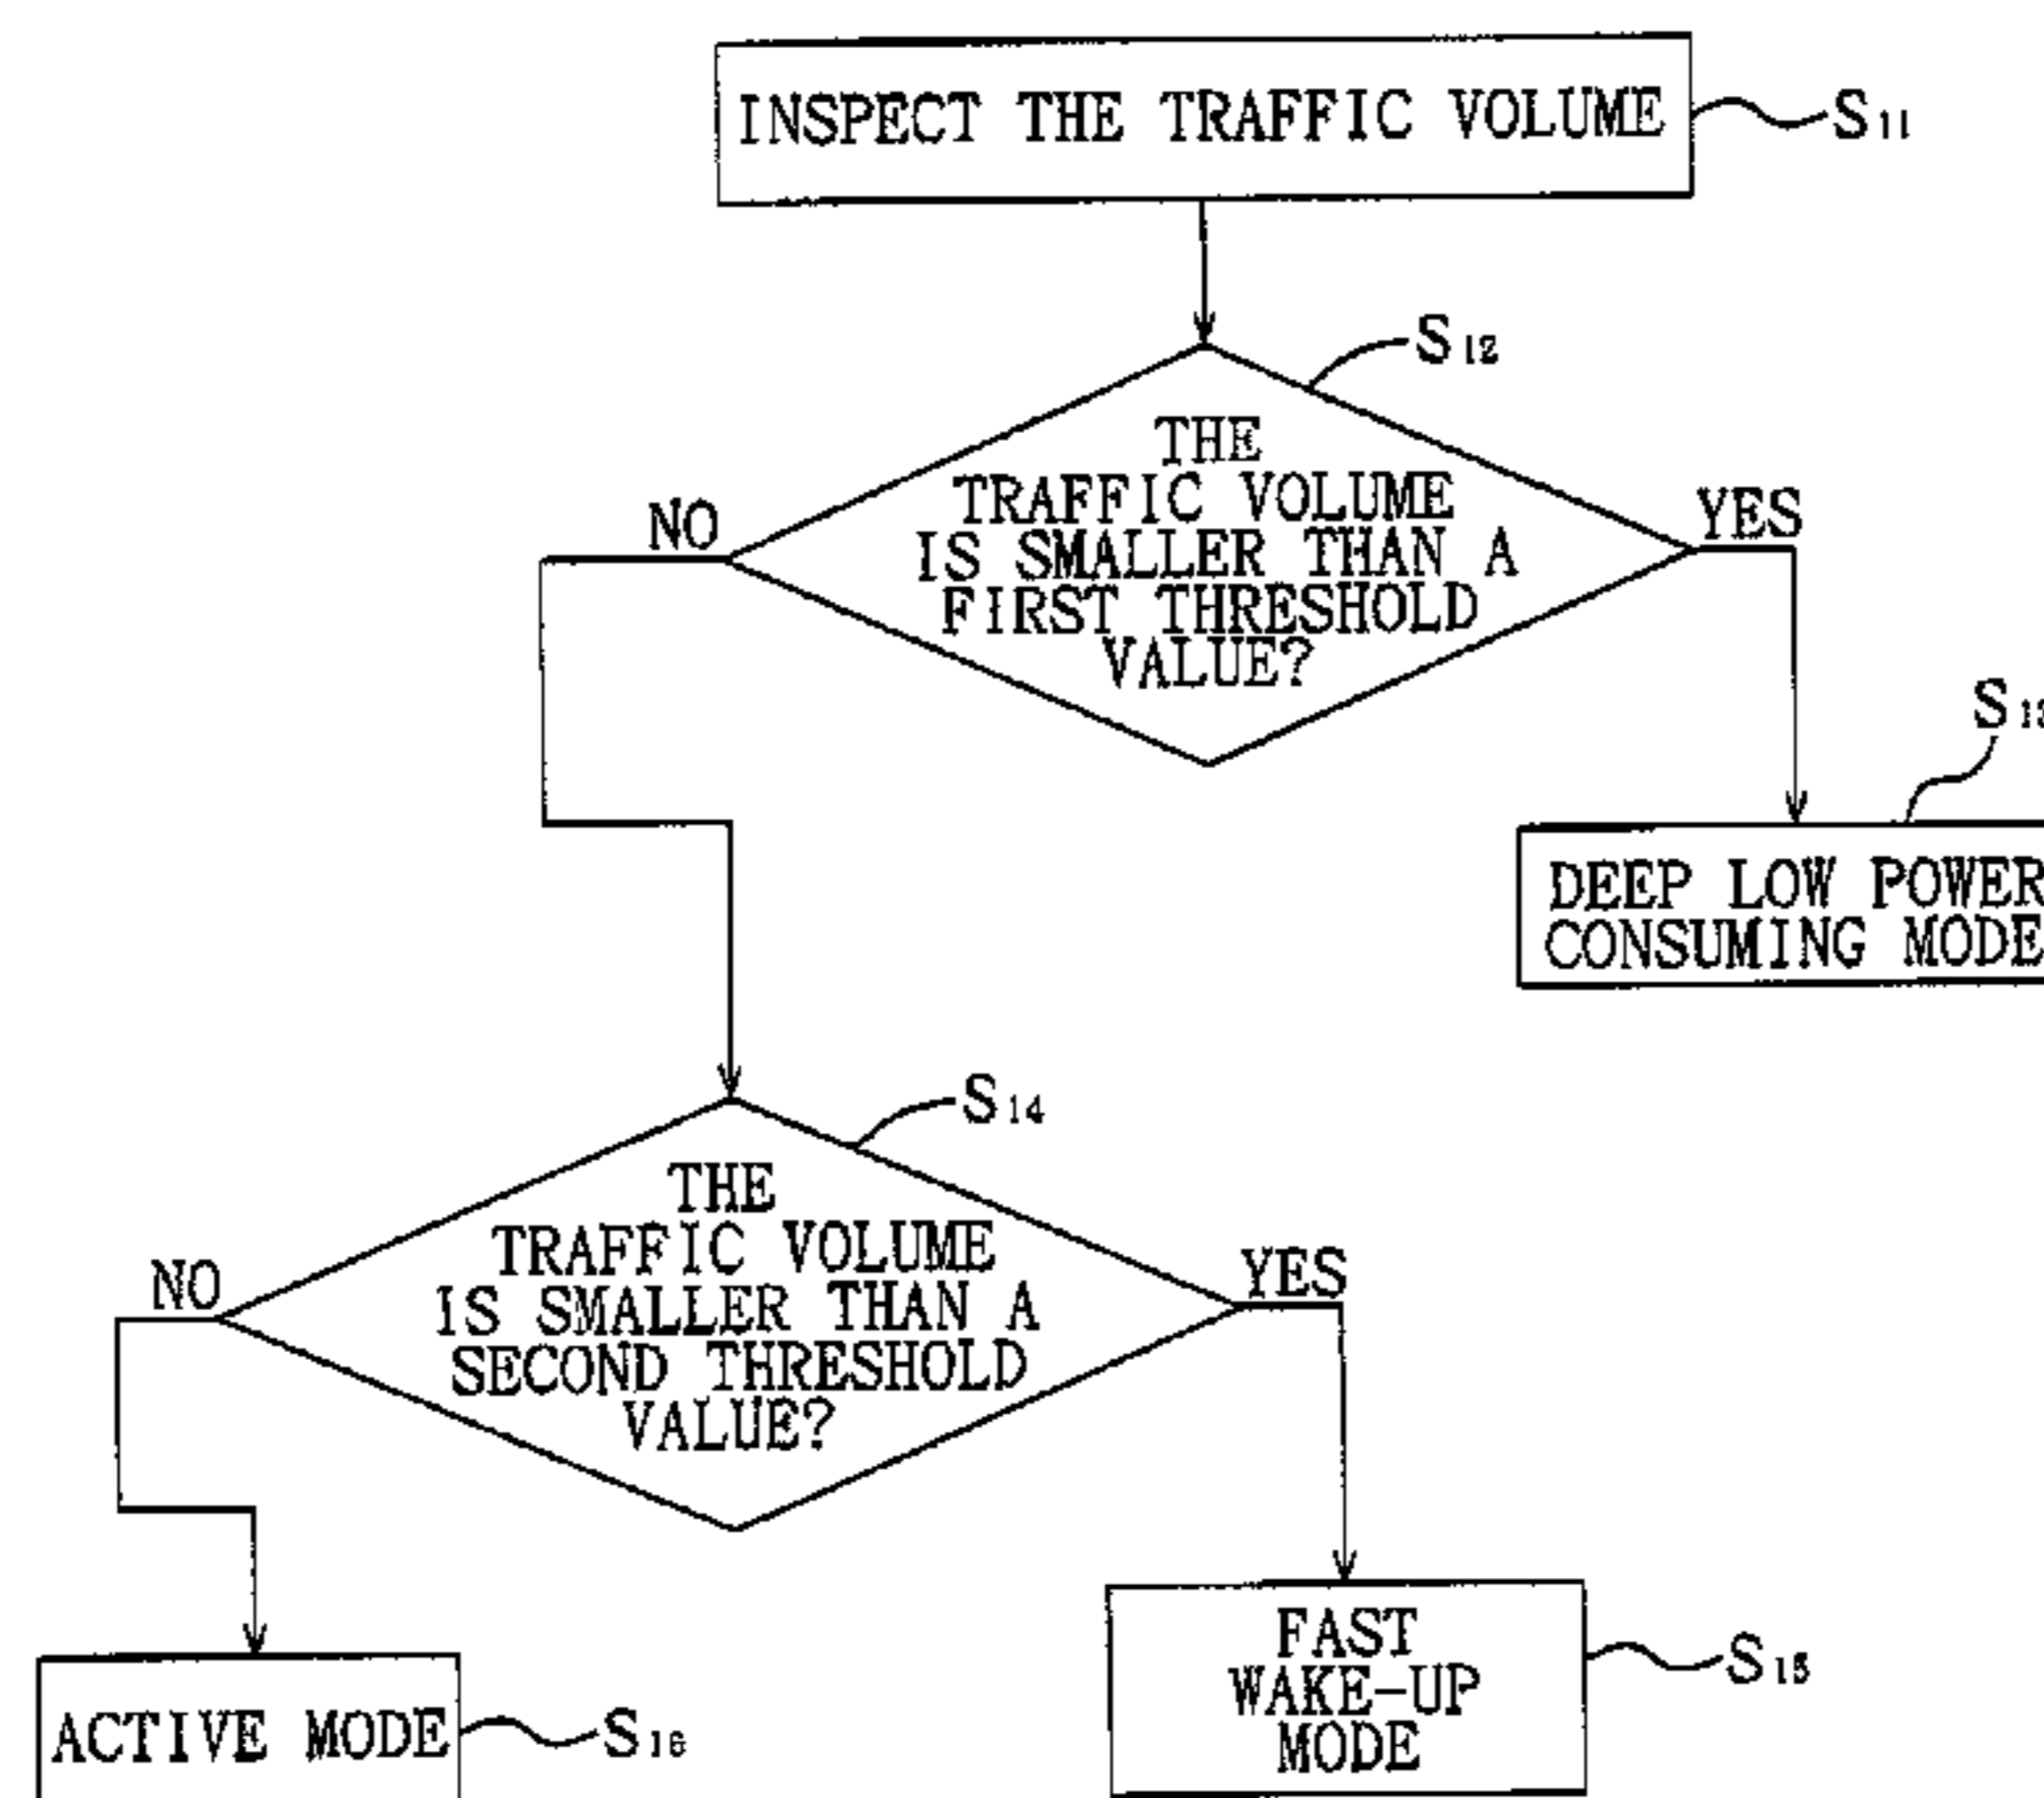 INSPECT THE TRAFFIC VOLUME
S11
S12
THE
TRAFFIC VOLUME
IS SMALLER THAN A
FIRST THRESHOLD
VALUE?
NO
YES
S13
DEEP LOW POWER
CONSUMING MODE
S14
THE
TRAFFIC VOLUME
IS SMALLER THAN A
SECOND THRESHOLD
VALUE?
NO
YES
FAST
WAKE-UP
MODE
S15
ACTIVE MODE
S16